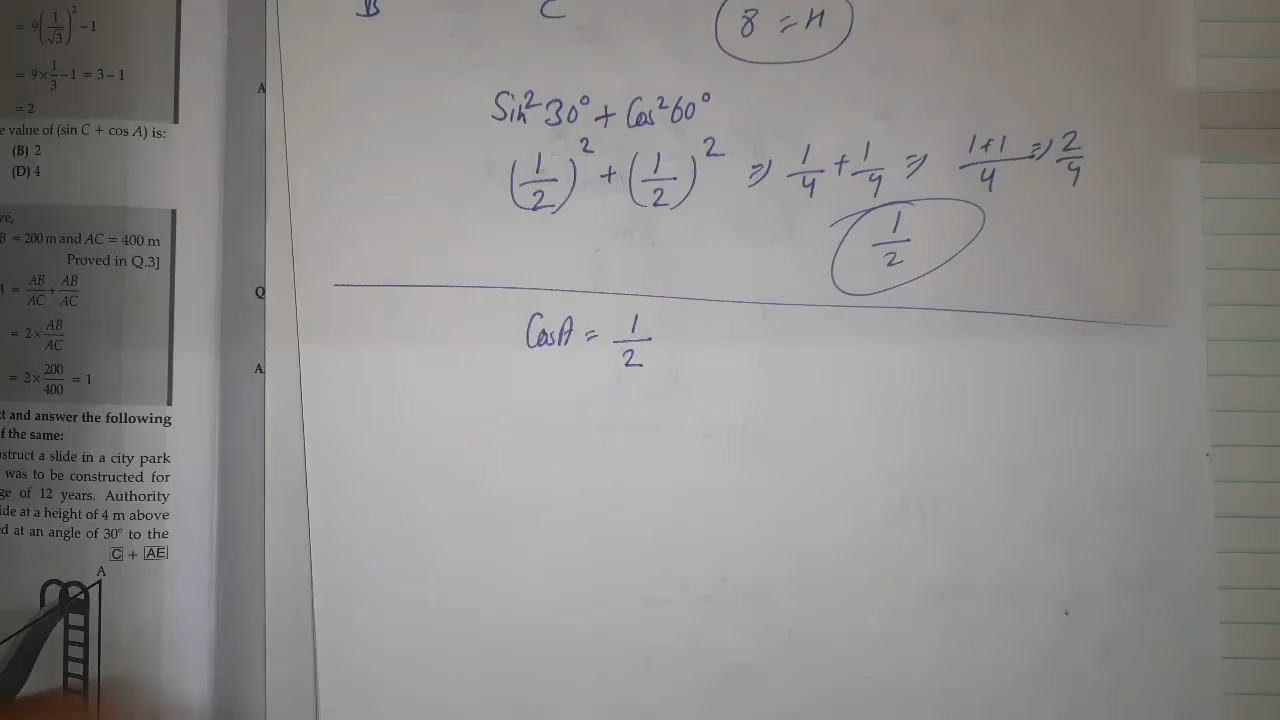 = 9(1/√3)² −1
= 9×1/3−1 = 3−1
= 2
e value of (sin C + cos A) is:
(B) 2
(D) 4
ve,
B = 200 m and AC = 400 m
Proved in Q.3]
A = AB/AC + AB/AC
= 2× AB/AC
= 2× 200/400 = 1
t and answer the following
f the same:
struct a slide in a city park
was to be constructed for
ge of 12 years. Authority
ide at a height of 4 m above
d at an angle of 30° to the
C + AE
A
A
Q
A
B C
8 = H
Sin²30° + Cos²60°
(1/2)² + (1/2)² ⇒ 1/4 + 1/4 ⇒ 1+1/4 ⇒ 2/4
1/2
CosA = 1/2